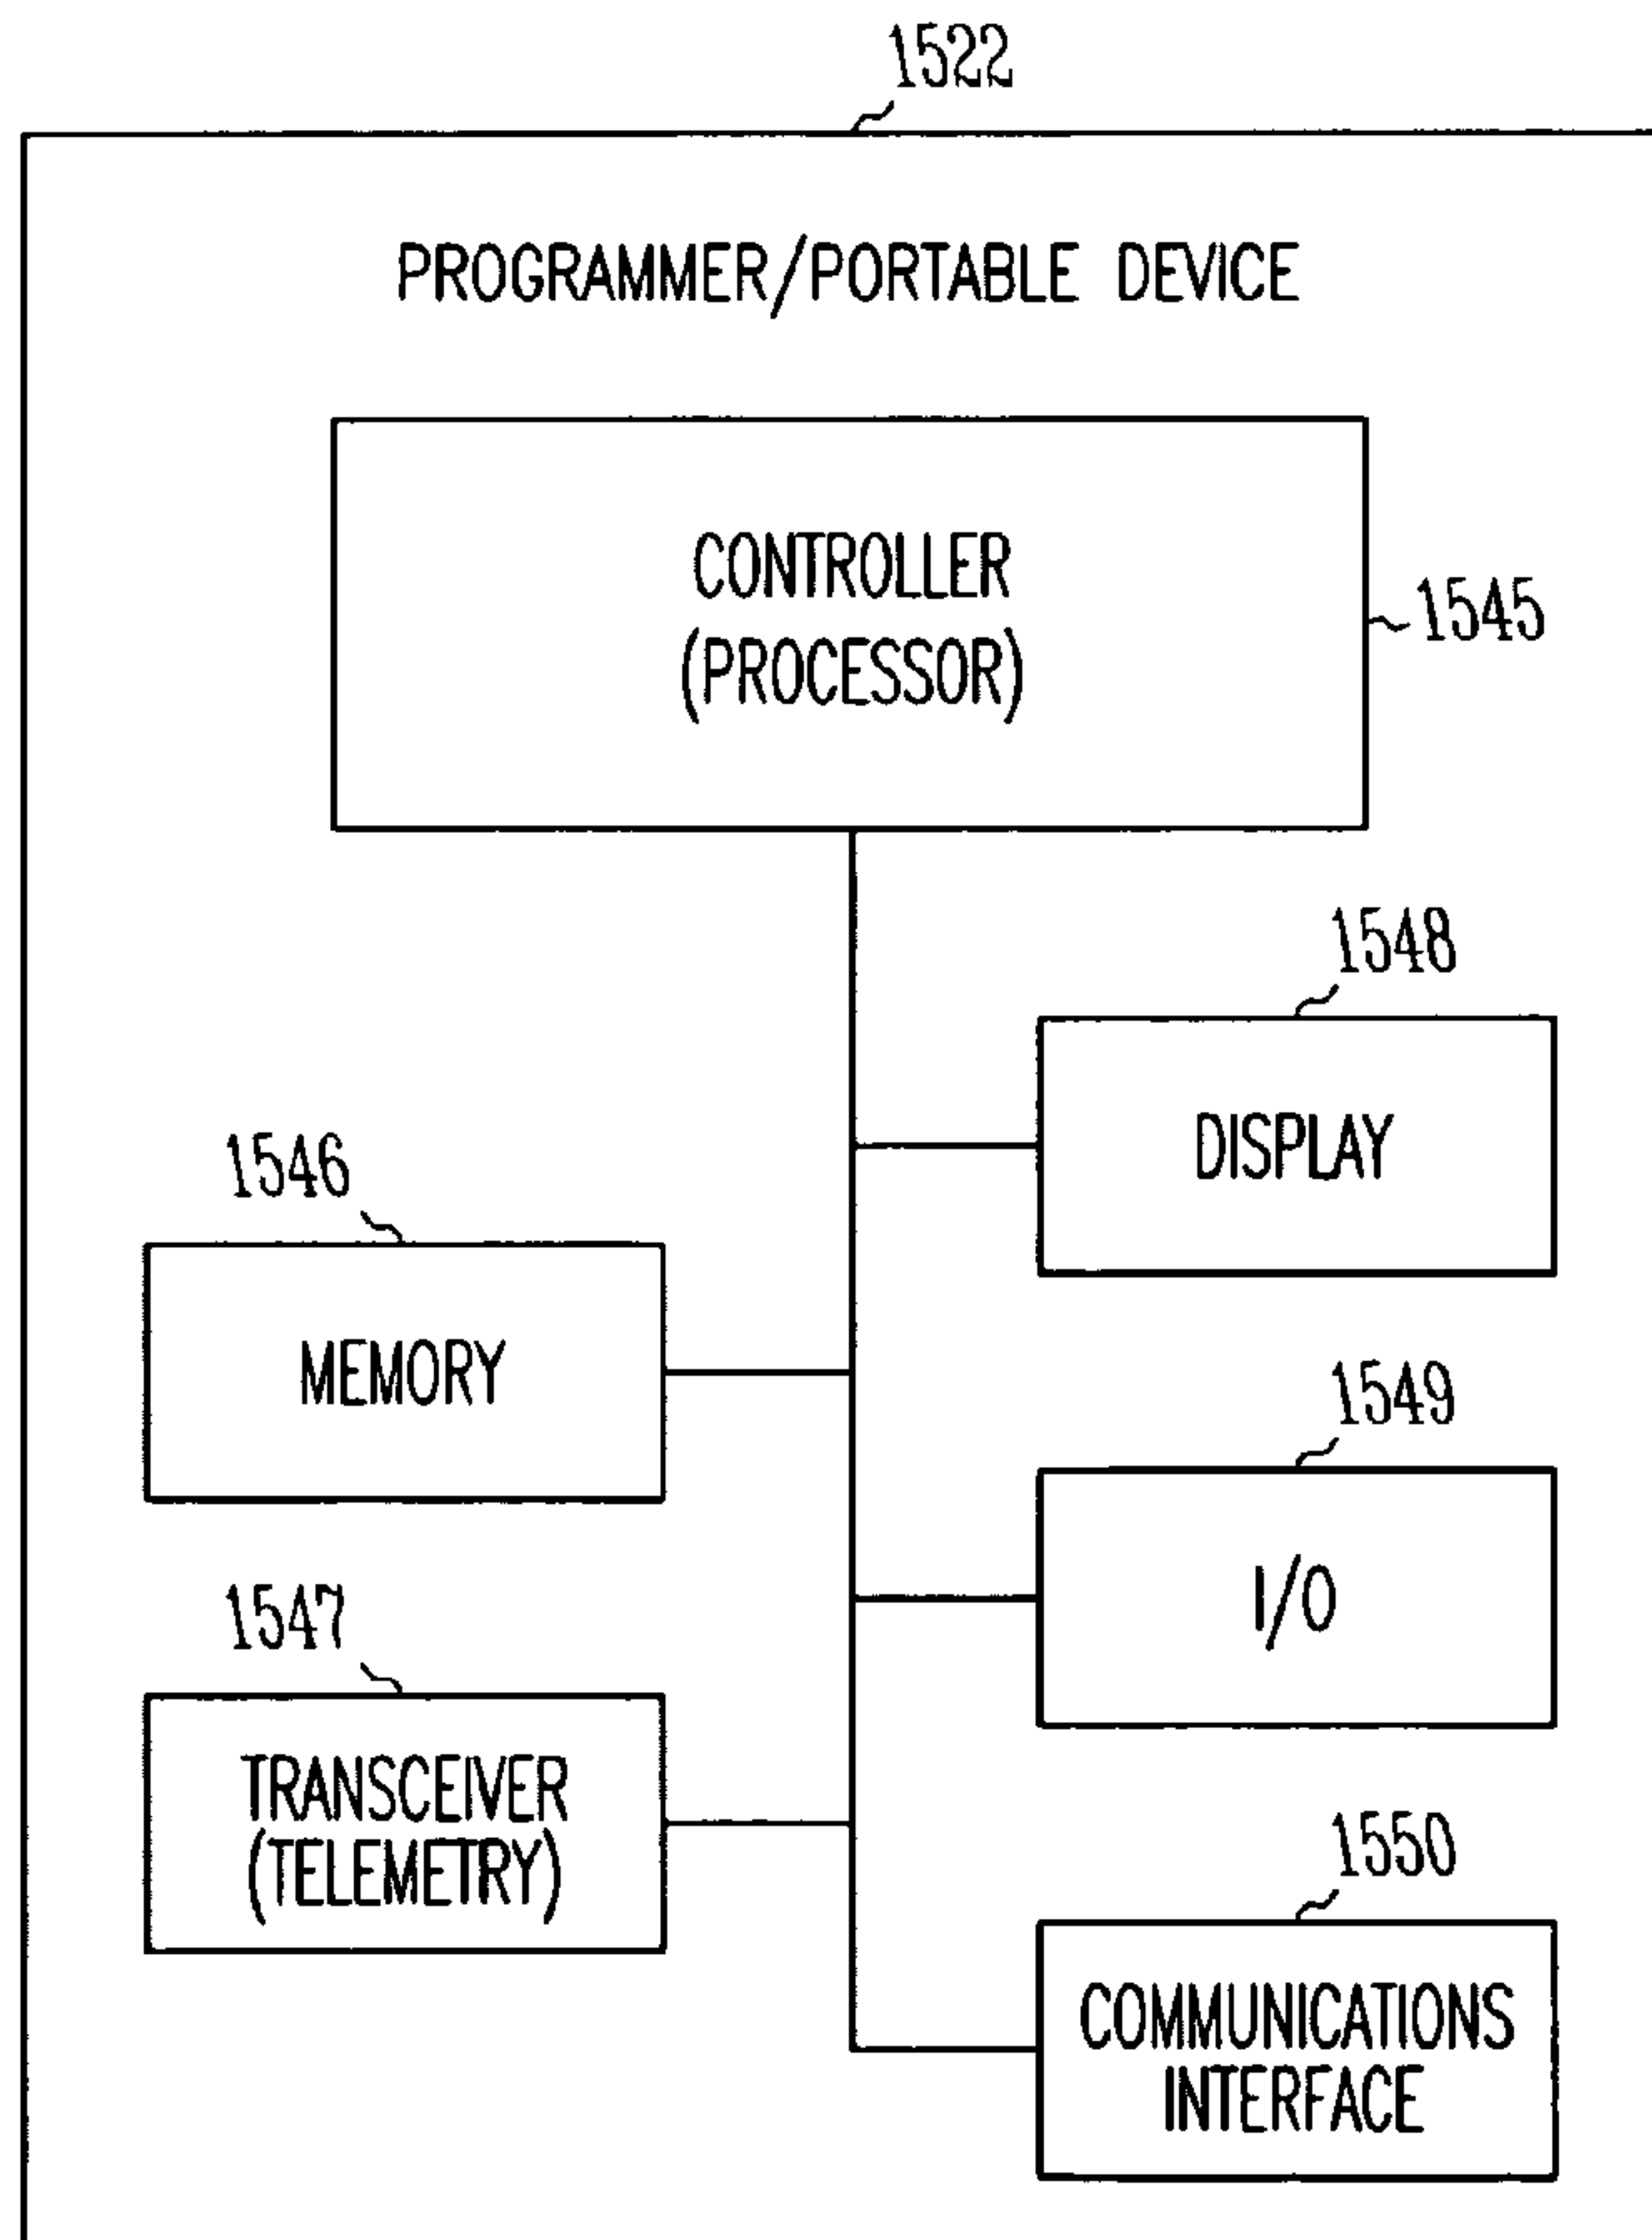 1522
PROGRAMMER/PORTABLE DEVICE
CONTROLLER
(PROCESSOR)
1545
1548
DISPLAY
1546
MEMORY
1549
I/O
1547
TRANSCEIVER
(TELEMETRY)
1550
COMMUNICATIONS
INTERFACE